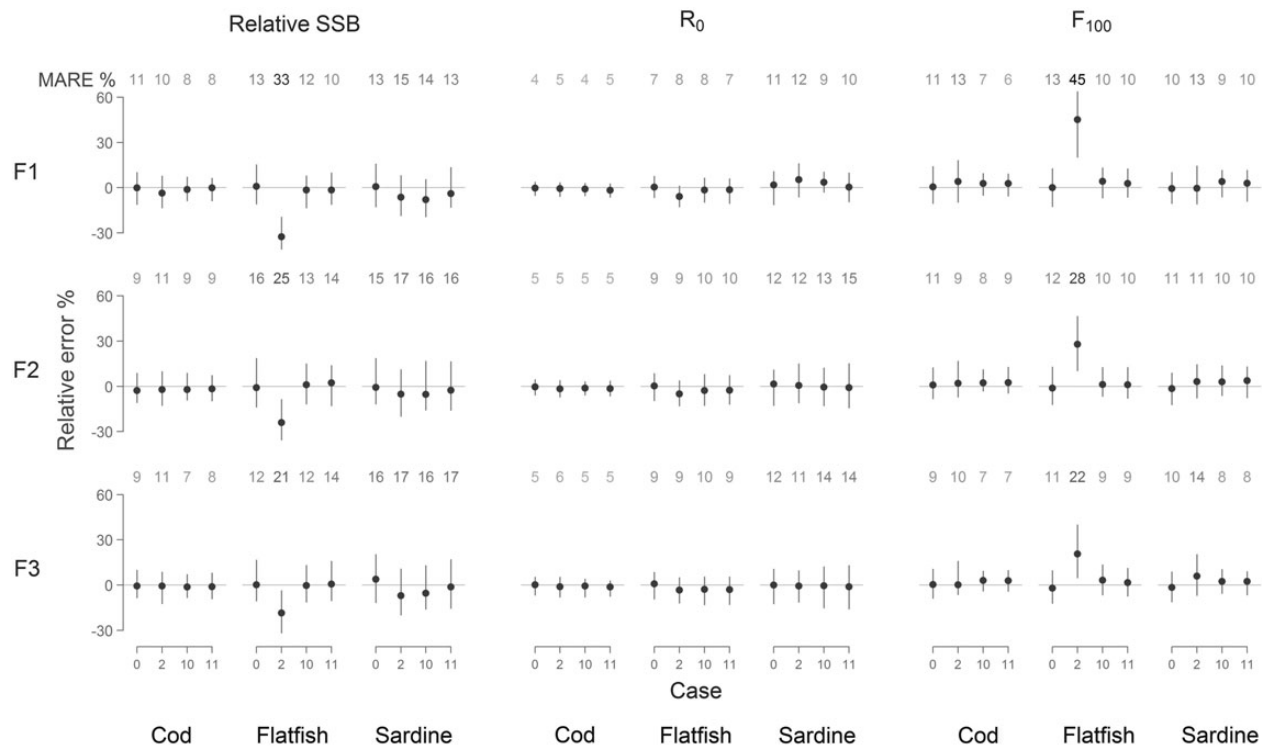 Relative SSB R₀ F₁₀₀
MARE % 11 10 8 8 13 33 12 10 13 15 14 13 4 5 4 5 7 8 8 7 11 12 9 10 11 13 7 6 13 45 10 10 10 13 9 10
60
30
F1
0
-30
9 11 9 9 16 25 13 14 15 17 16 16 5 5 5 5 9 9 10 10 12 12 13 15 11 9 8 9 12 28 10 10 11 11 10 10
60
30
F2
0
-30
Relative error %
9 11 7 8 12 21 12 14 16 17 16 17 5 6 5 5 9 9 10 9 12 11 14 14 9 10 7 7 11 22 9 9 10 14 8 8
60
30
F3
0
-30
0 2 10 11 0 2 10 11 0 2 10 11 0 2 10 11 0 2 10 11 0 2 10 11 0 2 10 11 0 2 10 11 0 2 10 11
Case
Cod Flatfish Sardine Cod Flatfish Sardine Cod Flatfish Sardine